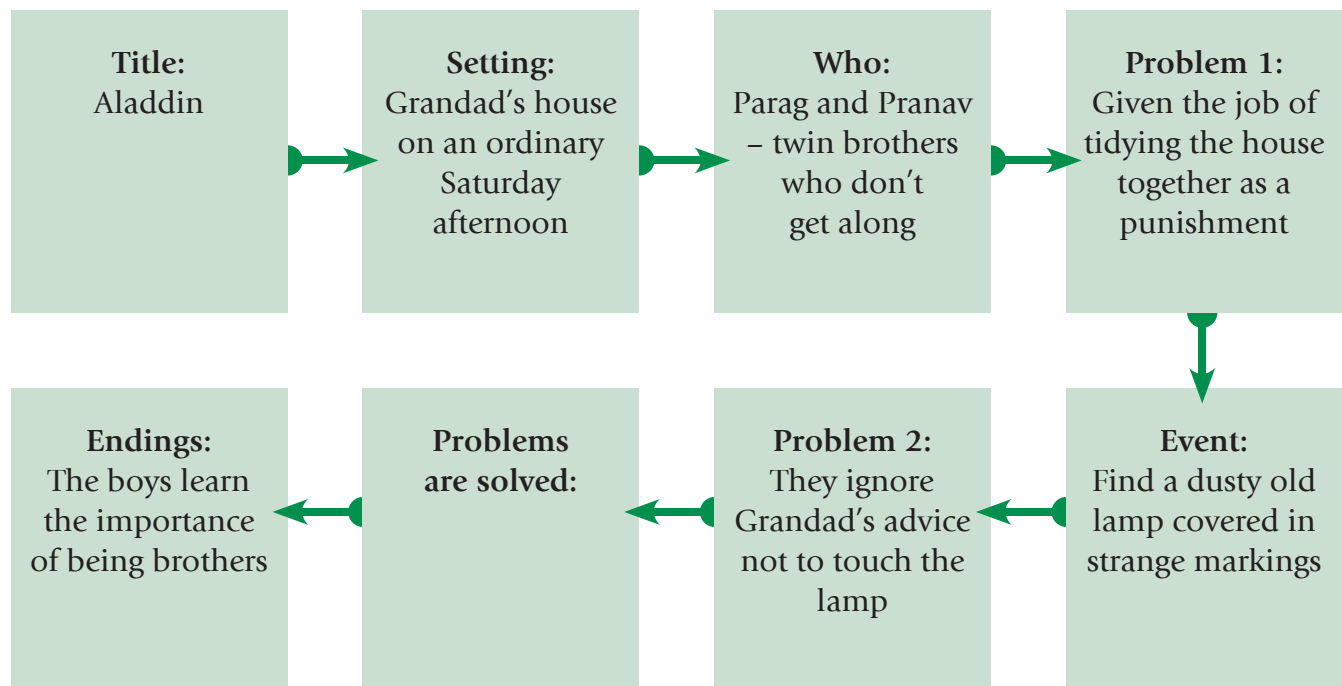 Title:
Aladdin
Setting:
Grandad’s house
on an ordinary
Saturday
afternoon
Who:
Parag and Pranav
– twin brothers
who don’t
get along
Problem 1:
Given the job of
tidying the house
together as a
punishment
Event:
Find a dusty old
lamp covered in
strange markings
Problem 2:
They ignore
Grandad’s advice
not to touch the
lamp
Problems
are solved:
Endings:
The boys learn
the importance
of being brothers